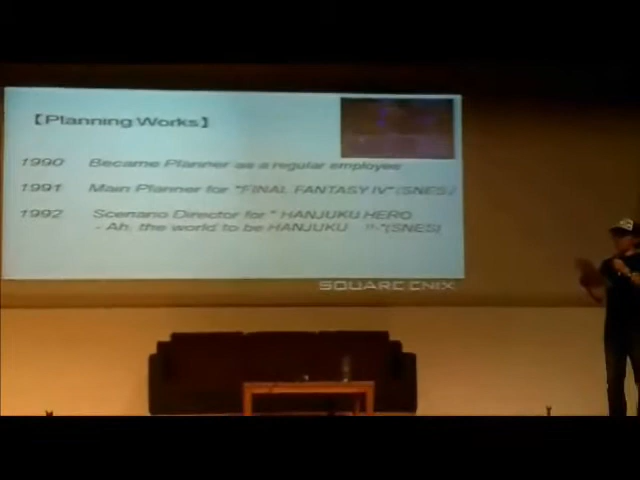 【Planning Works】
1990 Became Planner as a regular employee
1991 Main Planner for "FINAL FANTASY IV" (SNES)
1992 Scenario Director for " HANJUKU HERO
- Ah, the world to be HANJUKU !!-"(SNES)
SQUARE ENIX